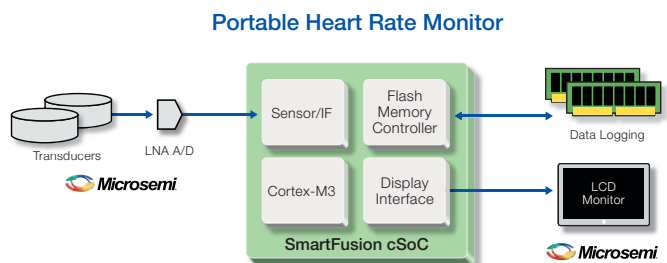 Portable Heart Rate Monitor
Transducers
Microsemi
LNA A/D
Sensor/IF
Flash
Memory
Controller
Cortex-M3
Display
Interface
SmartFusion cSoC
Data Logging
LCD
Monitor
Microsemi